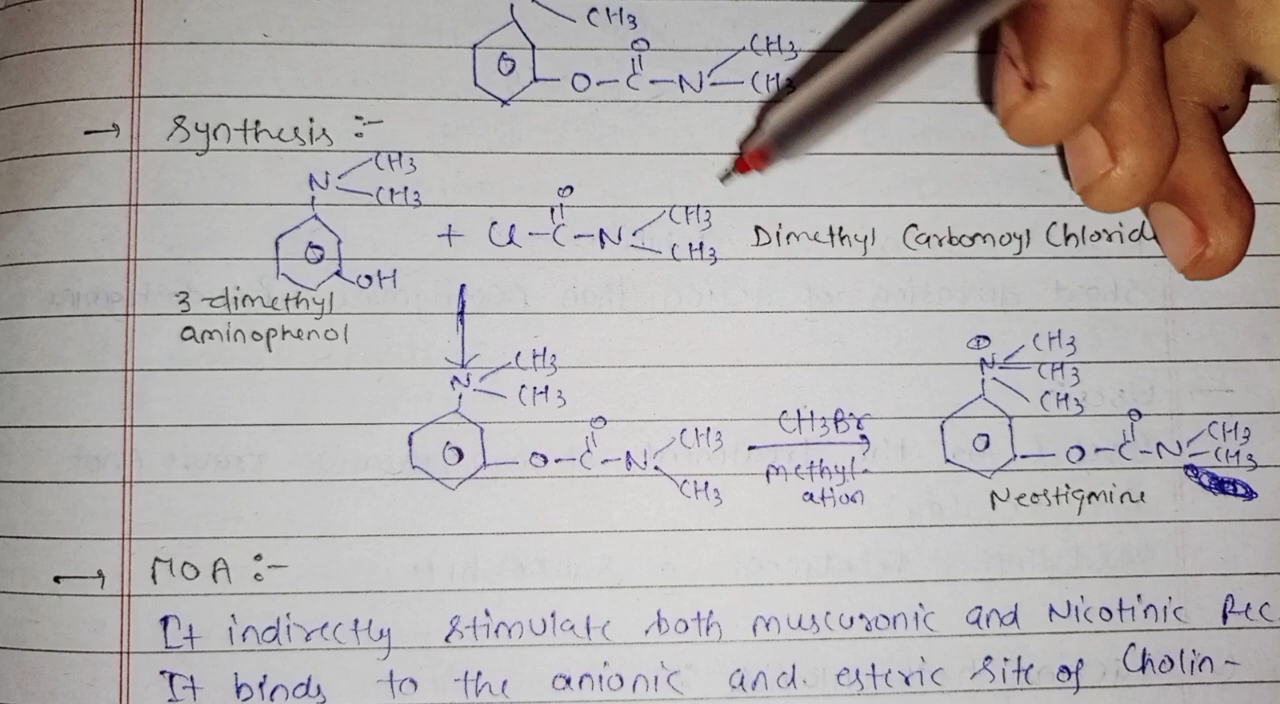 CH3
O CH3
O-C-N-CH3
→ Synthesis :-
N CH3
CH3
O
+ Cl-C-N CH3
CH3
Dimethyl Carbomoyl Chlorid
OH
3-dimethyl
aminophenol
N CH3
CH3
O
O-C-N CH3
CH3
CH3Br
methyl-
ation
⊕
N CH3
CH3
CH3
O
O-C-N CH3
CH3
Neostigmine
→ MOA :-
It indirectly stimulate both muscuronic and Nicotinic Rec
It binds to the anionic and esteric site of Cholin-